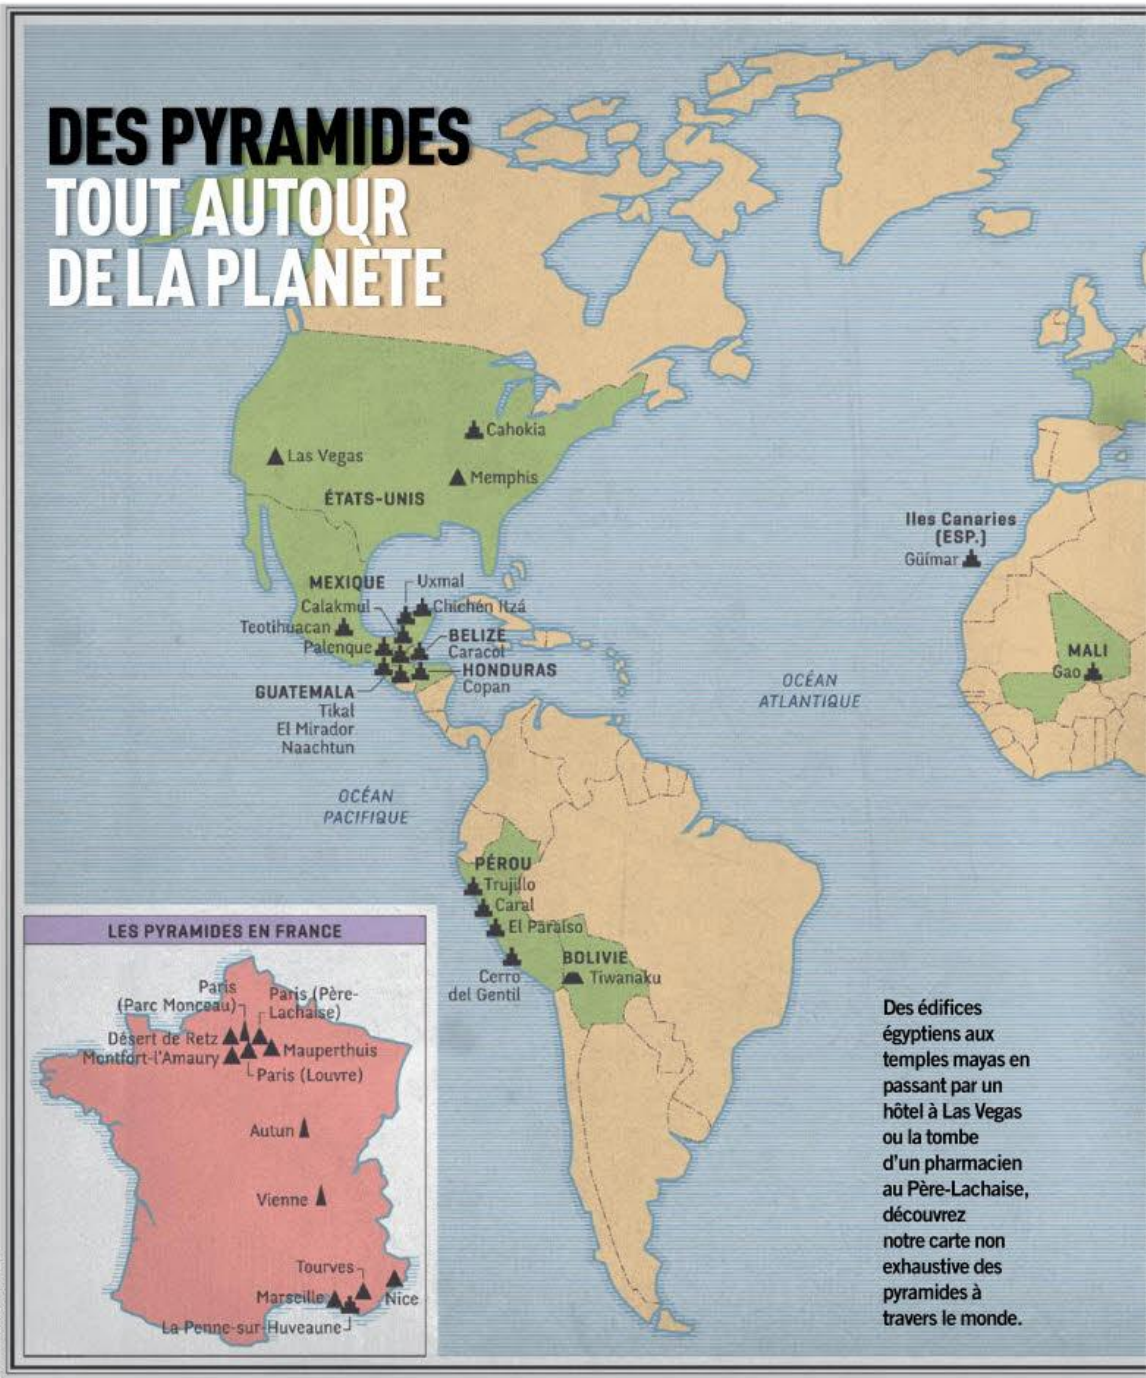 DES PYRAMIDES
TOUT AUTOUR
DE LA PLANÈTE
Cahokia
Las Vegas
Memphis
ÉTATS-UNIS
Iles Canaries
(ESP.)
Güímar
MEXIQUE
Uxmal
Calakmul
Chichén Itzá
Teotihuacan
Palenque
BELIZE
Caracol
HONDURAS
Copan
GUATEMALA
Tikal
El Mirador
Naachtun
MALI
Gao
OCÉAN
ATLANTIQUE
OCÉAN
PACIFIQUE
PÉROU
Trujillo
Caral
El Paraiso
Cerro
del Gentil
BOLIVIE
Tiwanaku
LES PYRAMIDES EN FRANCE
Paris
(Parc Monceau)
Paris (Père-
Lachaise)
Désert de Retz
Montfort-l'Amaury
Mauperthuis
Paris (Louvre)
Autun
Vienne
Tourves
Marseille
Nice
La Penne-sur-Huveaune
Des édifices
égyptiens aux
temples mayas en
passant par un
hôtel à Las Vegas
ou la tombe
d'un pharmacien
au Père-Lachaise,
découvrez
notre carte non
exhaustive des
pyramides à
travers le monde.